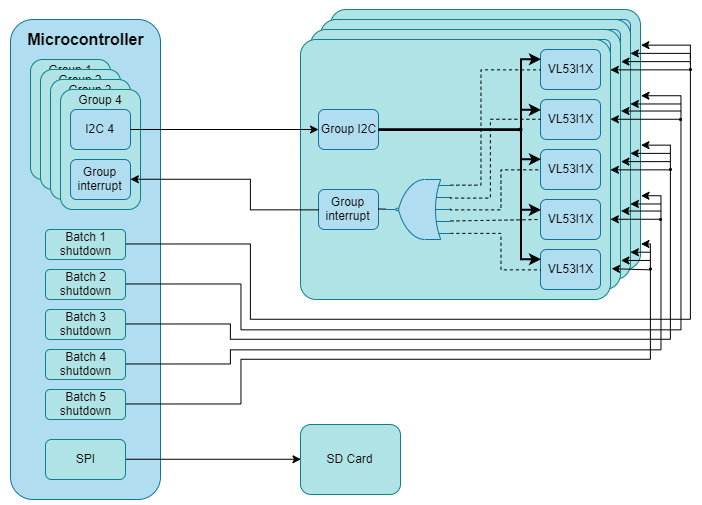 Microcontroller
Group 1
Group 2
Group 3
Group 4
I2C 4
Group
interrupt
Batch 1
shutdown
Batch 2
shutdown
Batch 3
shutdown
Batch 4
shutdown
Batch 5
shutdown
SPI
Group I2C
Group
interrupt
VL53l1X
VL53l1X
VL53l1X
VL53l1X
VL53l1X
SD Card